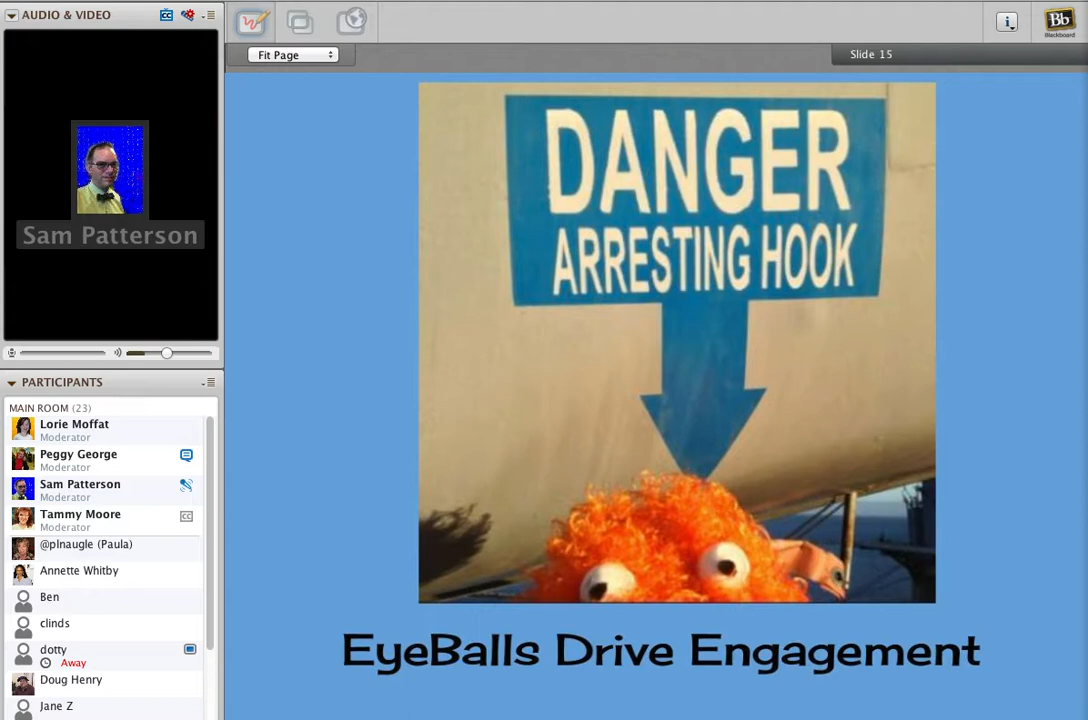 AUDIO & VIDEO
Sam Patterson
PARTICIPANTS
MAIN ROOM (23)
Lorie Moffat
Moderator
Peggy George
Moderator
Sam Patterson
Moderator
Tammy Moore
Moderator
@plnaugle (Paula)
Annette Whitby
Ben
clinds
dotty
Away
Doug Henry
Jane Z
Bb
Blackboard
Fit Page
Slide 15
DANGER
ARRESTING HOOK
EyeBalls Drive Engagement